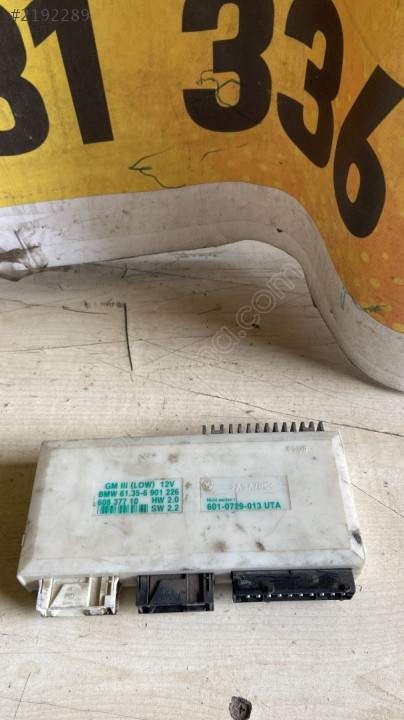 #2192289
81 336
GM III (LOW) 12V
BMW 61.35-6 901 226
608 377 10 HW 2.0
SW 2.2
601-0729-013 UTA